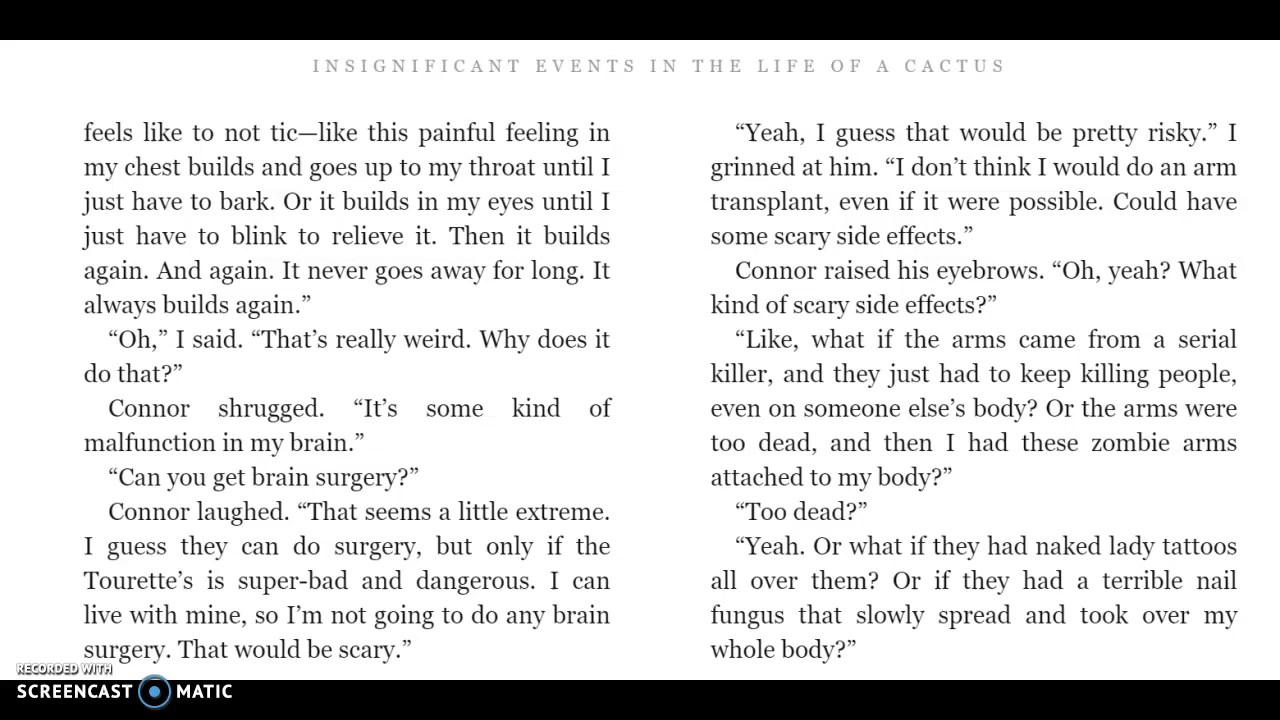 INSIGNIFICANT EVENTS IN THE LIFE OF A CACTUS
feels like to not tic—like this painful feeling in
my chest builds and goes up to my throat until I
just have to bark. Or it builds in my eyes until I
just have to blink to relieve it. Then it builds
again. And again. It never goes away for long. It
always builds again.”
“Oh,” I said. “That’s really weird. Why does it
do that?”
Connor shrugged. “It’s some kind of
malfunction in my brain.”
“Can you get brain surgery?”
Connor laughed. “That seems a little extreme.
I guess they can do surgery, but only if the
Tourette’s is super-bad and dangerous. I can
live with mine, so I’m not going to do any brain
surgery. That would be scary.”
“Yeah, I guess that would be pretty risky.” I
grinned at him. “I don’t think I would do an arm
transplant, even if it were possible. Could have
some scary side effects.”
Connor raised his eyebrows. “Oh, yeah? What
kind of scary side effects?”
“Like, what if the arms came from a serial
killer, and they just had to keep killing people,
even on someone else’s body? Or the arms were
too dead, and then I had these zombie arms
attached to my body?”
“Too dead?”
“Yeah. Or what if they had naked lady tattoos
all over them? Or if they had a terrible nail
fungus that slowly spread and took over my
whole body?”
RECORDED WITH
SCREENCAST MATIC